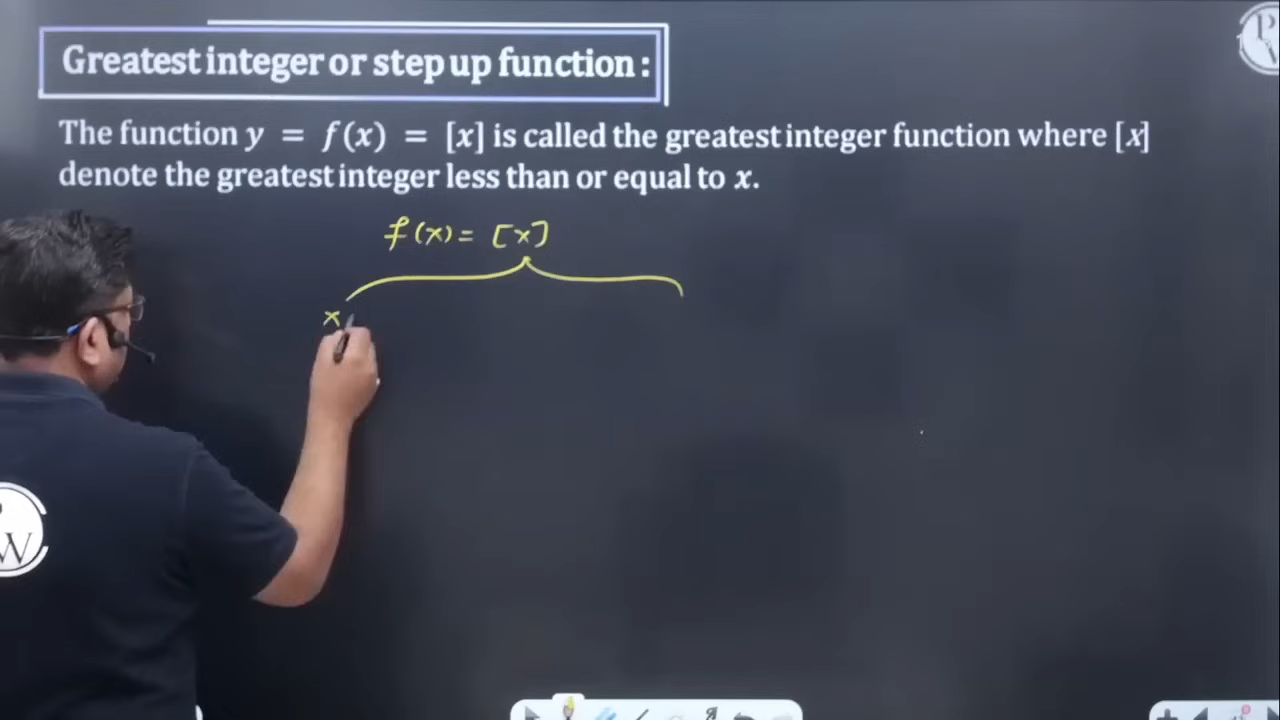 Greatest integer or step up function :
The function y = f(x) = [x] is called the greatest integer function where [x]
denote the greatest integer less than or equal to x.
f(x) = [x]
x
P
W